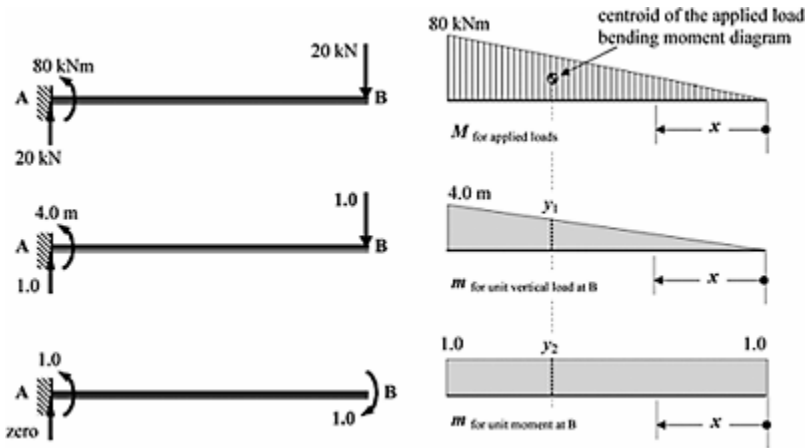 20 kN
80 kNm
A
B
20 kN
80 kNm
centroid of the applied load
bending moment diagram
M for applied loads
x
1.0
4.0 m
A
B
1.0
4.0 m
y1
m for unit vertical load at B
x
1.0
A
B
1.0
zero
1.0
y2
1.0
m for unit moment at B
x